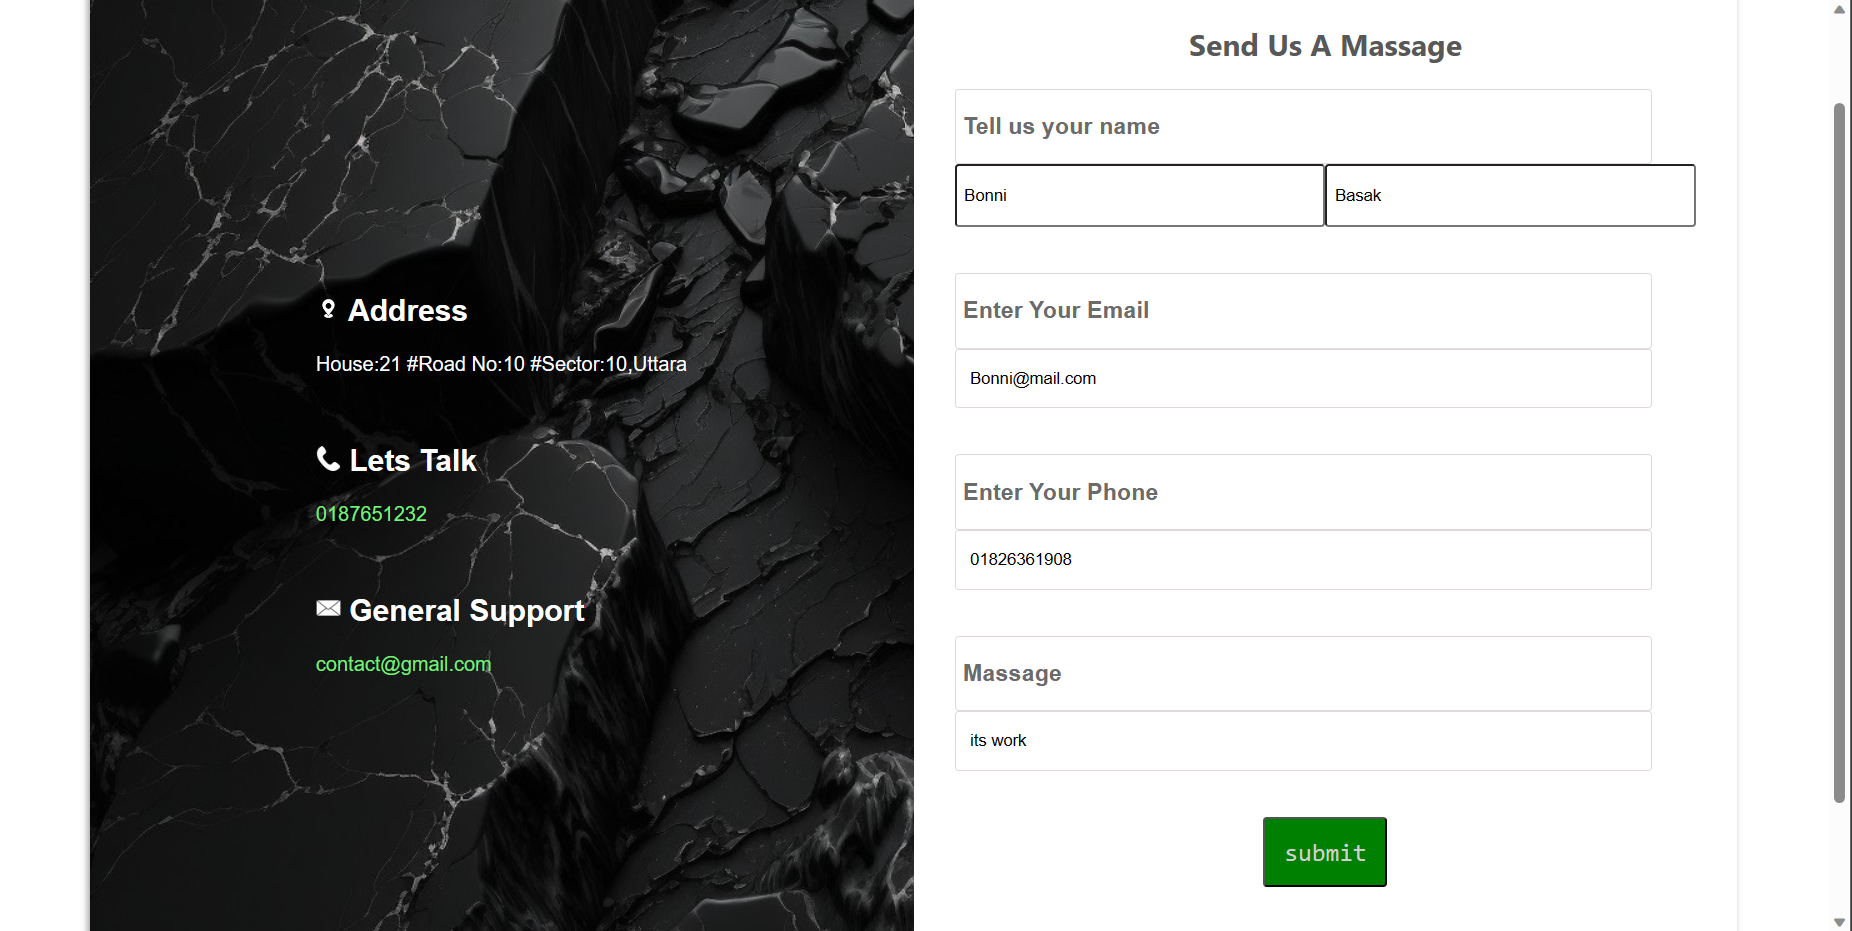 Address
House:21 #Road No:10 #Sector:10,Uttara
Lets Talk
0187651232
General Support
contact@gmail.com
Send Us A Massage
Tell us your name
Bonni Basak
Enter Your Email
Bonni@mail.com
Enter Your Phone
01826361908
Massage
its work
submit